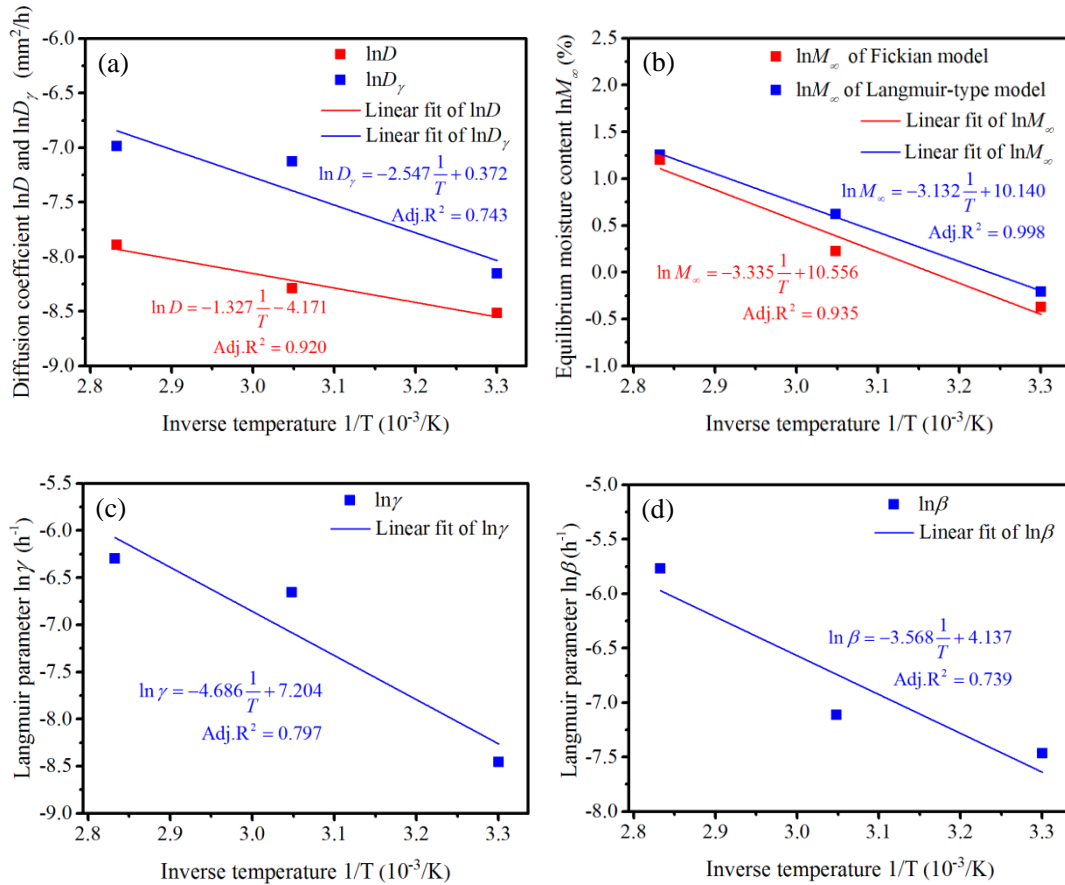 (a)
Diffusion coefficient lnD and lnDγ (mm²/h)
-6.0
-6.5
-7.0
-7.5
-8.0
-8.5
-9.0
lnD
lnDγ
Linear fit of lnD
Linear fit of lnDγ
ln Dγ = −2.547 1/T + 0.372
Adj.R² = 0.743
ln D = −1.327 1/T − 4.171
Adj.R² = 0.920
2.8 2.9 3.0 3.1 3.2 3.3
Inverse temperature 1/T (10⁻³/K)
(b)
Equilibrium moisture content lnM∞ (%)
2.5
2.0
1.5
1.0
0.5
0.0
-0.5
-1.0
lnM∞ of Fickian model
lnM∞ of Langmuir-type model
Linear fit of lnM∞
Linear fit of lnM∞
ln M∞ = −3.132 1/T + 10.140
Adj.R² = 0.998
ln M∞ = −3.335 1/T + 10.556
Adj.R² = 0.935
2.8 2.9 3.0 3.1 3.2 3.3
Inverse temperature 1/T (10⁻³/K)
(c)
Langmuir parameter lnγ (h⁻¹)
-5.5
-6.0
-6.5
-7.0
-7.5
-8.0
-8.5
-9.0
lnγ
Linear fit of lnγ
ln γ = −4.686 1/T + 7.204
Adj.R² = 0.797
2.8 2.9 3.0 3.1 3.2 3.3
Inverse temperature 1/T (10⁻³/K)
(d)
Langmuir parameter lnβ (h⁻¹)
-5.0
-5.5
-6.0
-6.5
-7.0
-7.5
-8.0
lnβ
Linear fit of lnβ
ln β = −3.568 1/T + 4.137
Adj.R² = 0.739
2.8 2.9 3.0 3.1 3.2 3.3
Inverse temperature 1/T (10⁻³/K)